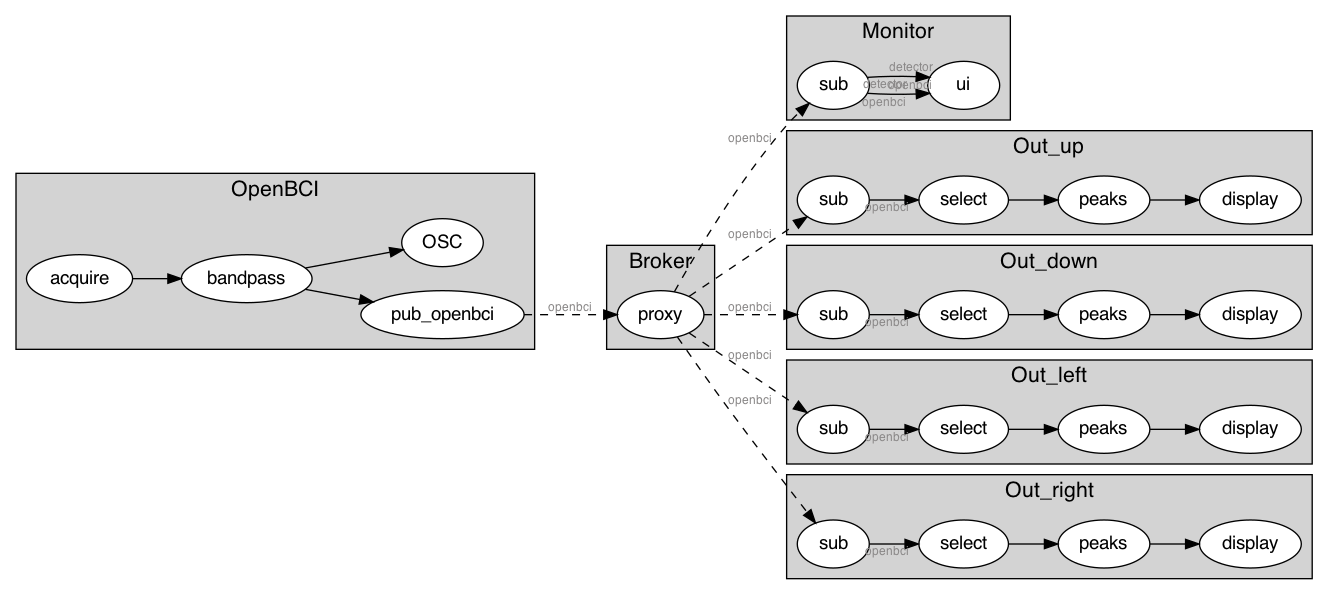 OpenBCI
acquire
bandpass
OSC
pub_openbci
openbci
Broker
proxy
openbci
openbci
openbci
openbci
openbci
Monitor
sub
detector
detector
openbci
openbci
ui
Out_up
sub
openbci
select
peaks
display
Out_down
sub
openbci
select
peaks
display
Out_left
sub
openbci
select
peaks
display
Out_right
sub
openbci
select
peaks
display